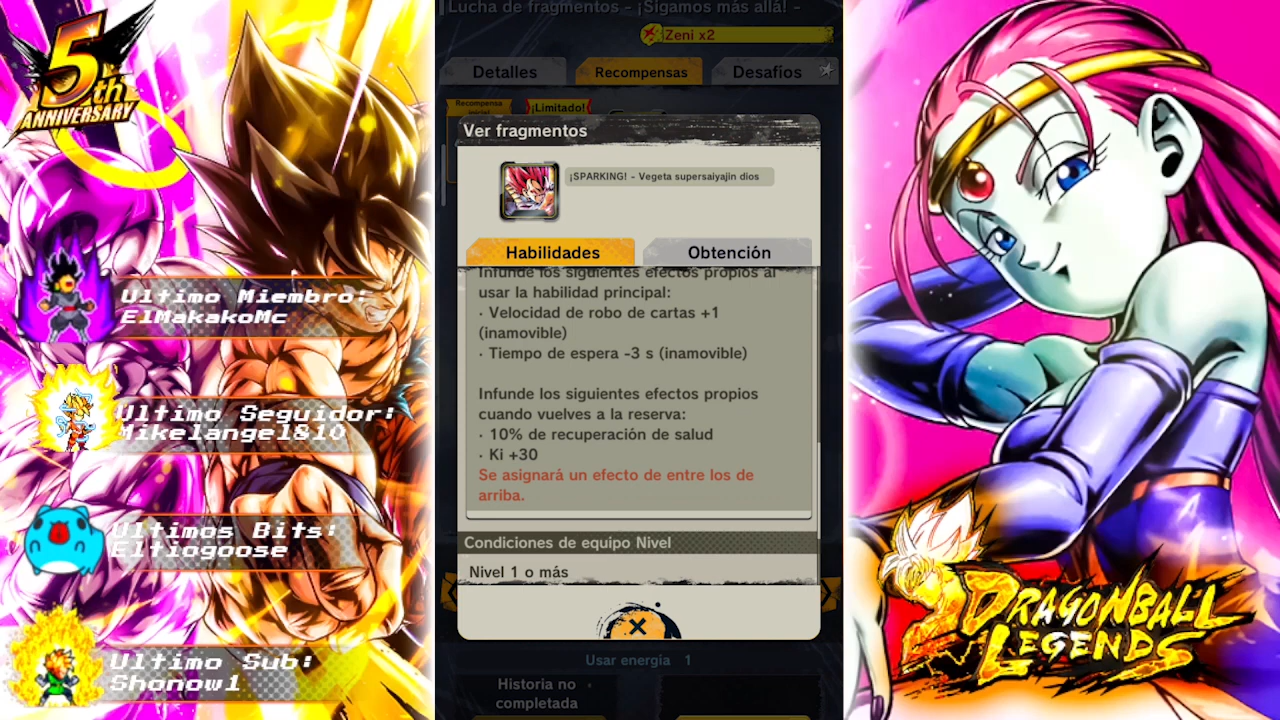 5th
ANNIVERSARY
Ultimo Miembro:
ElMakakoMc
Ultimo Seguidor:
Mikelangel810
Ultimos Bits:
Eltiogoose
Ultimo Sub:
Shonow1
Lucha de fragmentos - ¡Sigamos más allá! -
Zeni x2
Detalles
Recompensas
Desafíos
Recompensa
inicial
¡Limitado!
Ver fragmentos
¡SPARKING! - Vegeta supersaiyajin dios
Habilidades
Obtención
Infunde los siguientes efectos propios al
usar la habilidad principal:
· Velocidad de robo de cartas +1
(inamovible)
· Tiempo de espera -3 s (inamovible)
Infunde los siguientes efectos propios
cuando vuelves a la reserva:
· 10% de recuperación de salud
· Ki +30
Se asignará un efecto de entre los de
arriba.
Condiciones de equipo Nivel
Nivel 1 o más
Usar energía 1
Historia no
completada
DRAGONBALL
LEGENDS